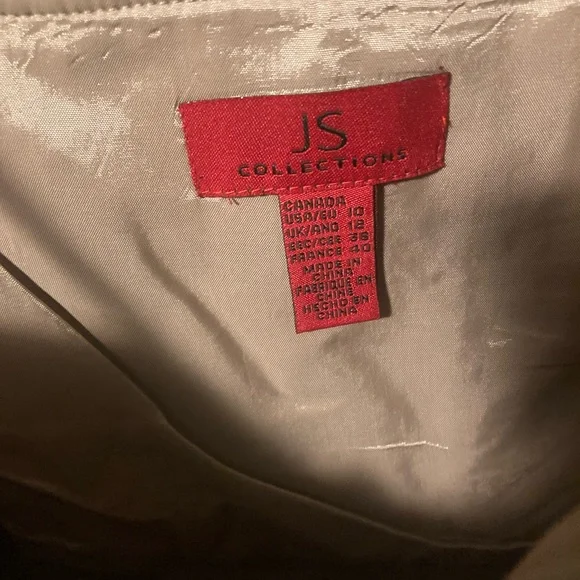 JS
COLLECTIONS
CANADA
USA/EU 10
UK/ANO 12
EEC/CEE 38
FRANCE 40
MADE IN
CHINA
FABRIQUE EN
CHINE
HECHO EN
CHINA